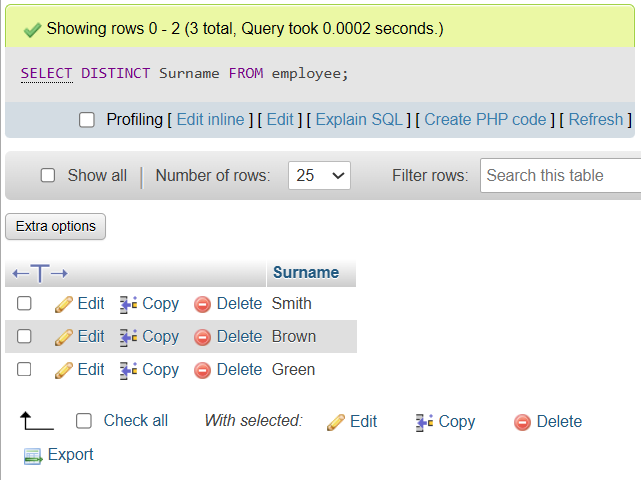 Showing rows 0 - 2 (3 total, Query took 0.0002 seconds.)
SELECT DISTINCT Surname FROM employee;
Profiling [ Edit inline ] [ Edit ] [ Explain SQL ] [ Create PHP code ] [ Refresh ]
Show all Number of rows: 25 Filter rows: Search this table
Extra options
←T→ Surname
Edit Copy Delete Smith
Edit Copy Delete Brown
Edit Copy Delete Green
Check all With selected: Edit Copy Delete
Export